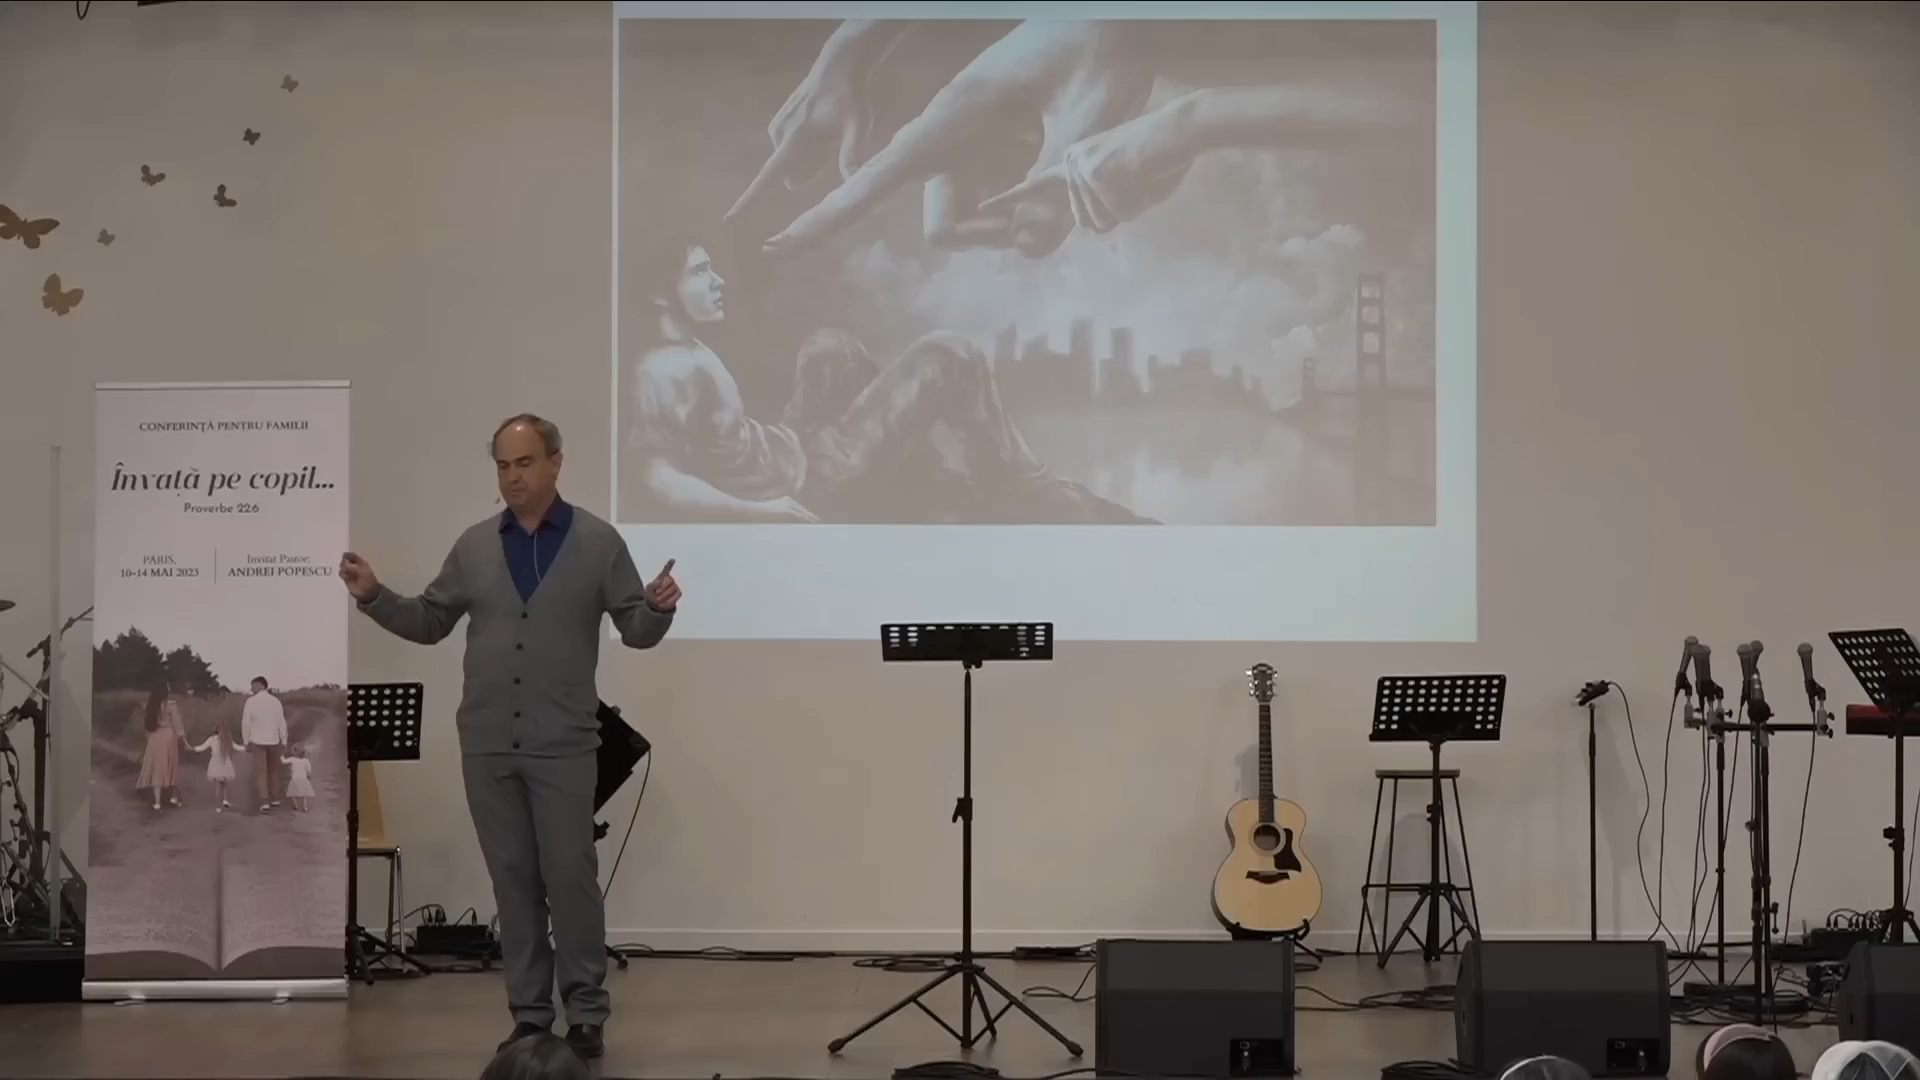 CONFERINȚĂ PENTRU FAMILII
Învață pe copil...
Proverbe 22:6
PARIS,
10-14 MAI 2023
Invitat Pastor;
ANDREI POPESCU